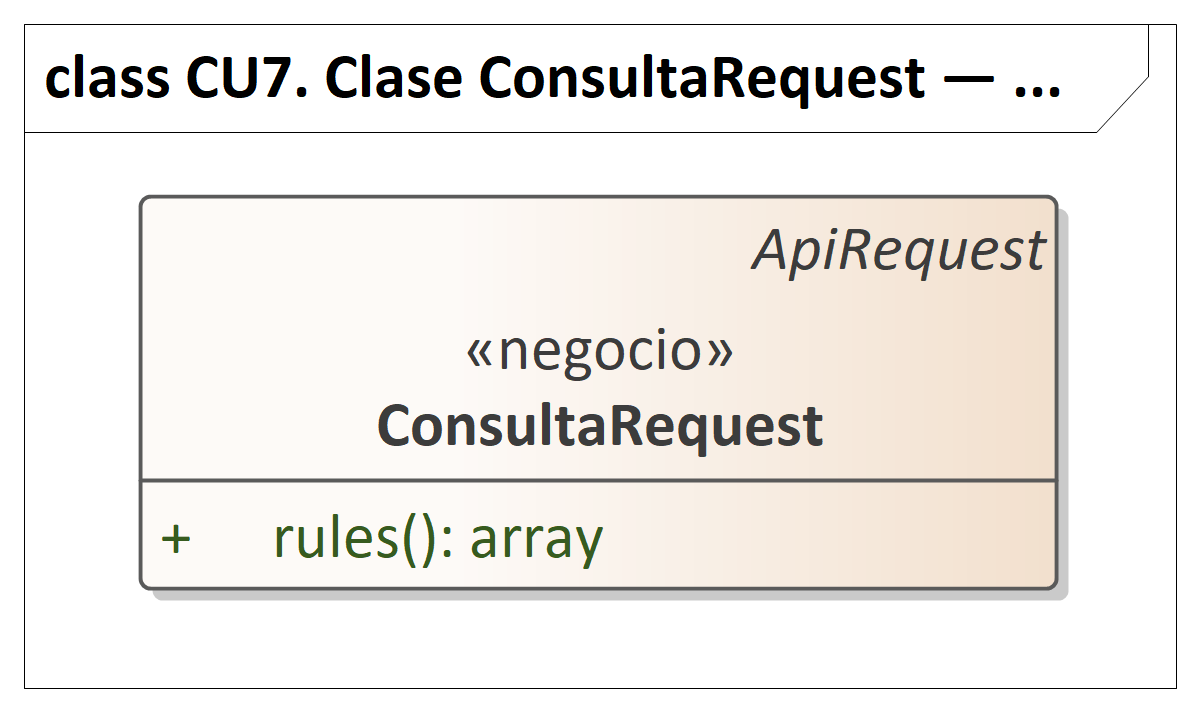 class CU7. Clase ConsultaRequest — ...
ApiRequest
«negocio»
ConsultaRequest
+ rules(): array